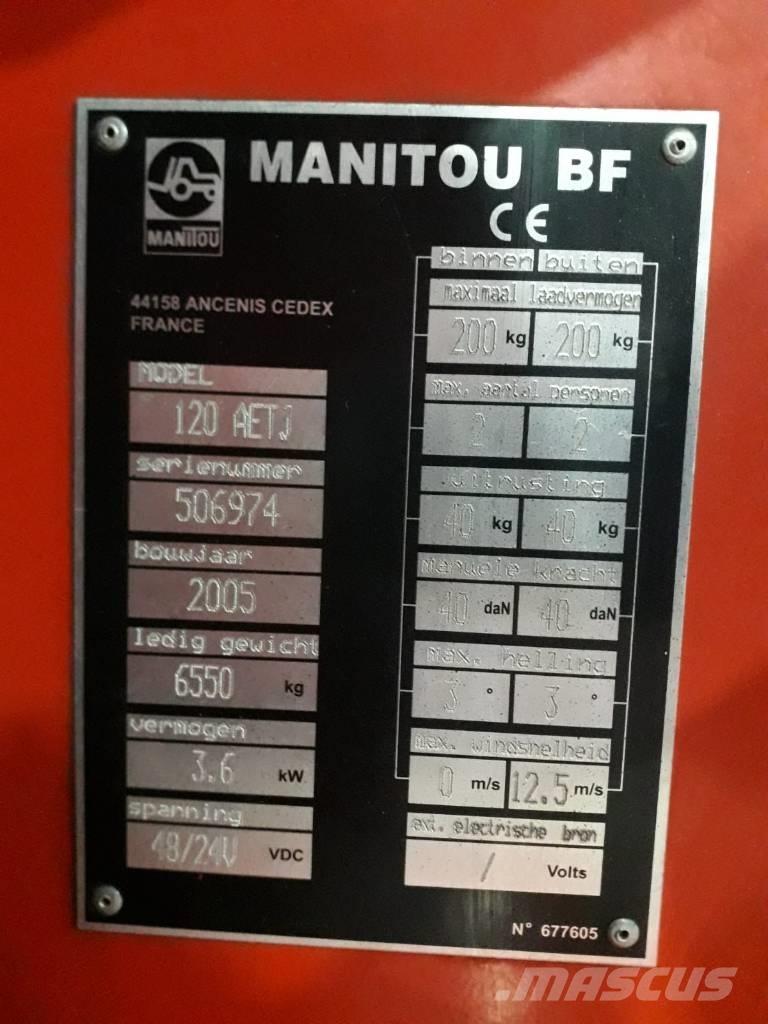 MANITOU BF
MANITOU
CE
44158 ANCENIS CEDEX
FRANCE
MODEL
120 AETJ
serienummer
506974
bouwjaar
2005
ledig gewicht
6550 kg
vermogen
3.6 kW
spanning
48/24V VDC
binnen buiten
maximaal laadvermogen
200 kg 200 kg
max. aantal personen
2 2
uitrusting
40 kg 40 kg
manuele kracht
40 daN 40 daN
max. helling
3 ° 3 °
max. windsnelheid
0 m/s 12.5 m/s
ext. electrische bron
/ Volts
N° 677605
MASCUS